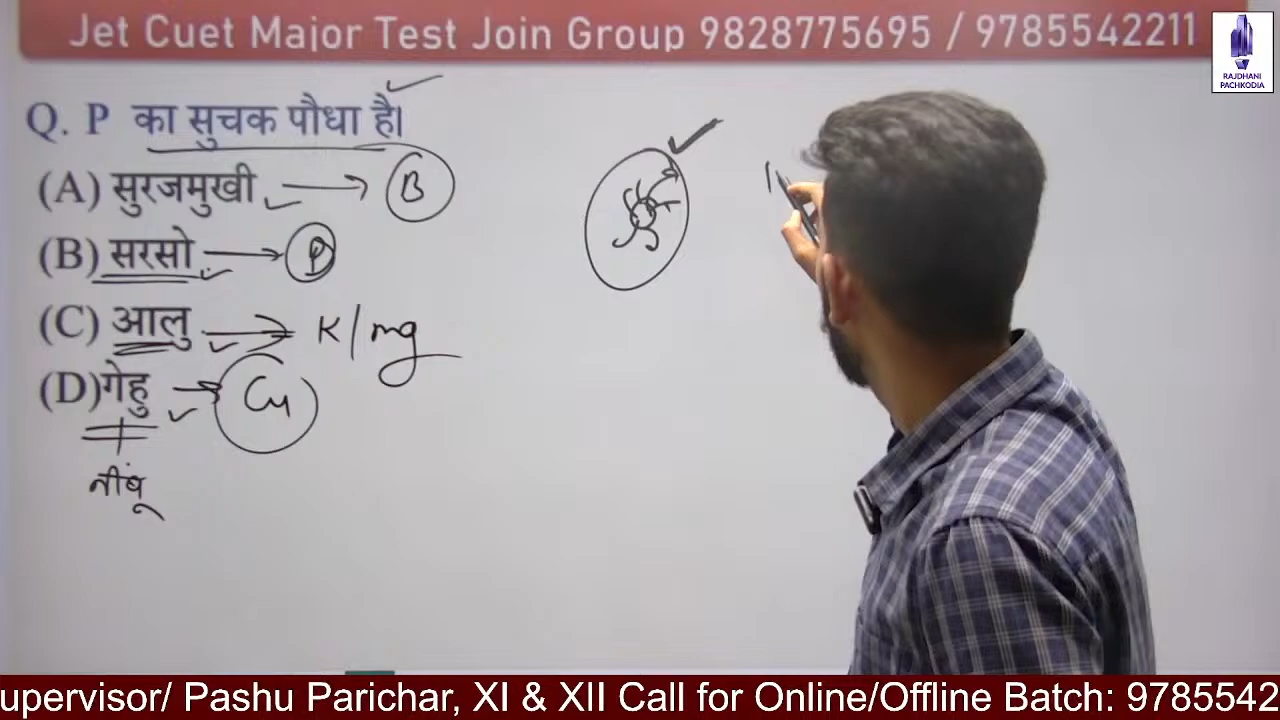 Jet Cuet Major Test Join Group 9828775695 / 9785542211
RAJDHANI
PACHKODIA
Q. P का सुचक पौधा है।
(A) सुरजमुखी → B
(B) सरसो → P
(C) आलु → K/mg
(D)गेहु → Cu
नींबू
upervisor/ Pashu Parichar, XI & XII Call for Online/Offline Batch: 9785542